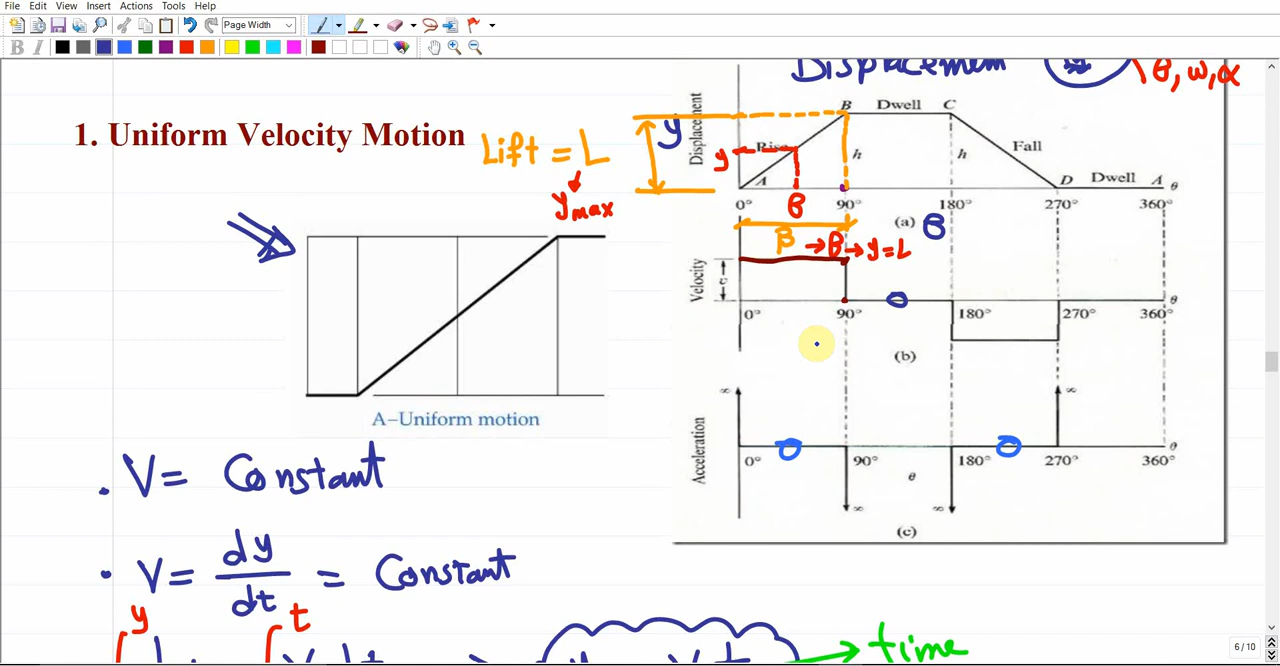 File Edit View Insert Actions Tools Help
Page Width
B I
Displacement
θ, ω, α
1. Uniform Velocity Motion
Lift = L
y max
y
y
Displacement
Rise
A
B
Dwell
C
h
h
Fall
D
Dwell
A
θ
0°
90°
180°
270°
360°
θ
β
(a)
θ
→ β → y = L
Velocity
v
θ
0°
90°
180°
270°
360°
(b)
A–Uniform motion
Acceleration
∞
∞
∞
∞
θ
0°
90°
180°
270°
360°
θ
(c)
. V = Constant
• V = dy/dt = Constant
y
t
time
6 / 10